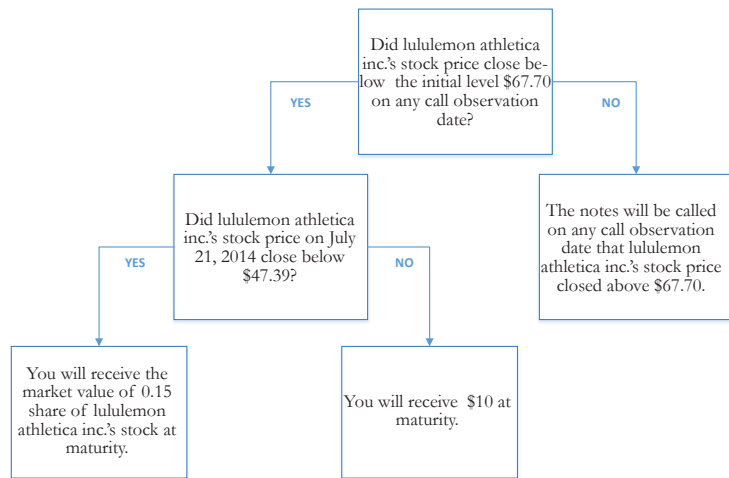 Did lululemon athletica
inc.'s stock price close be-
low the initial level $67.70
on any call observation
date?
YES
NO
Did lululemon athletica
inc.'s stock price on July
21, 2014 close below
$47.39?
The notes will be called
on any call observation
date that lululemon
athletica inc.'s stock price
closed above $67.70.
YES
NO
You will receive the
market value of 0.15
share of lululemon
athletica inc.'s stock at
maturity.
You will receive $10 at
maturity.